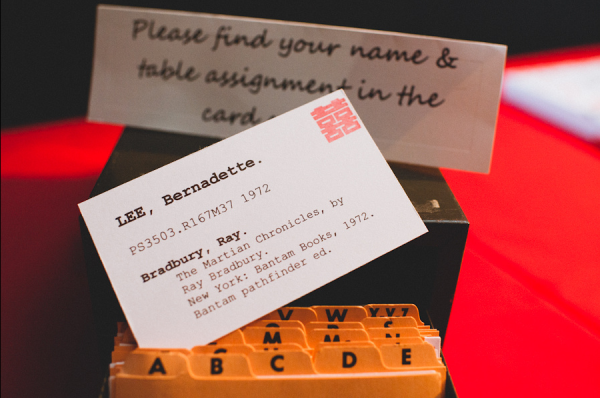 Please find your name &
table assignment in the
card
囍
LEE, Bernadette.
PS3503.R167M37 1972
Bradbury, Ray.
The Martian Chronicles, by
Ray Bradbury.
New York: Bantam Books, 1972.
Bantam pathfinder ed.
V W XYZ
S
M N
A B C D E